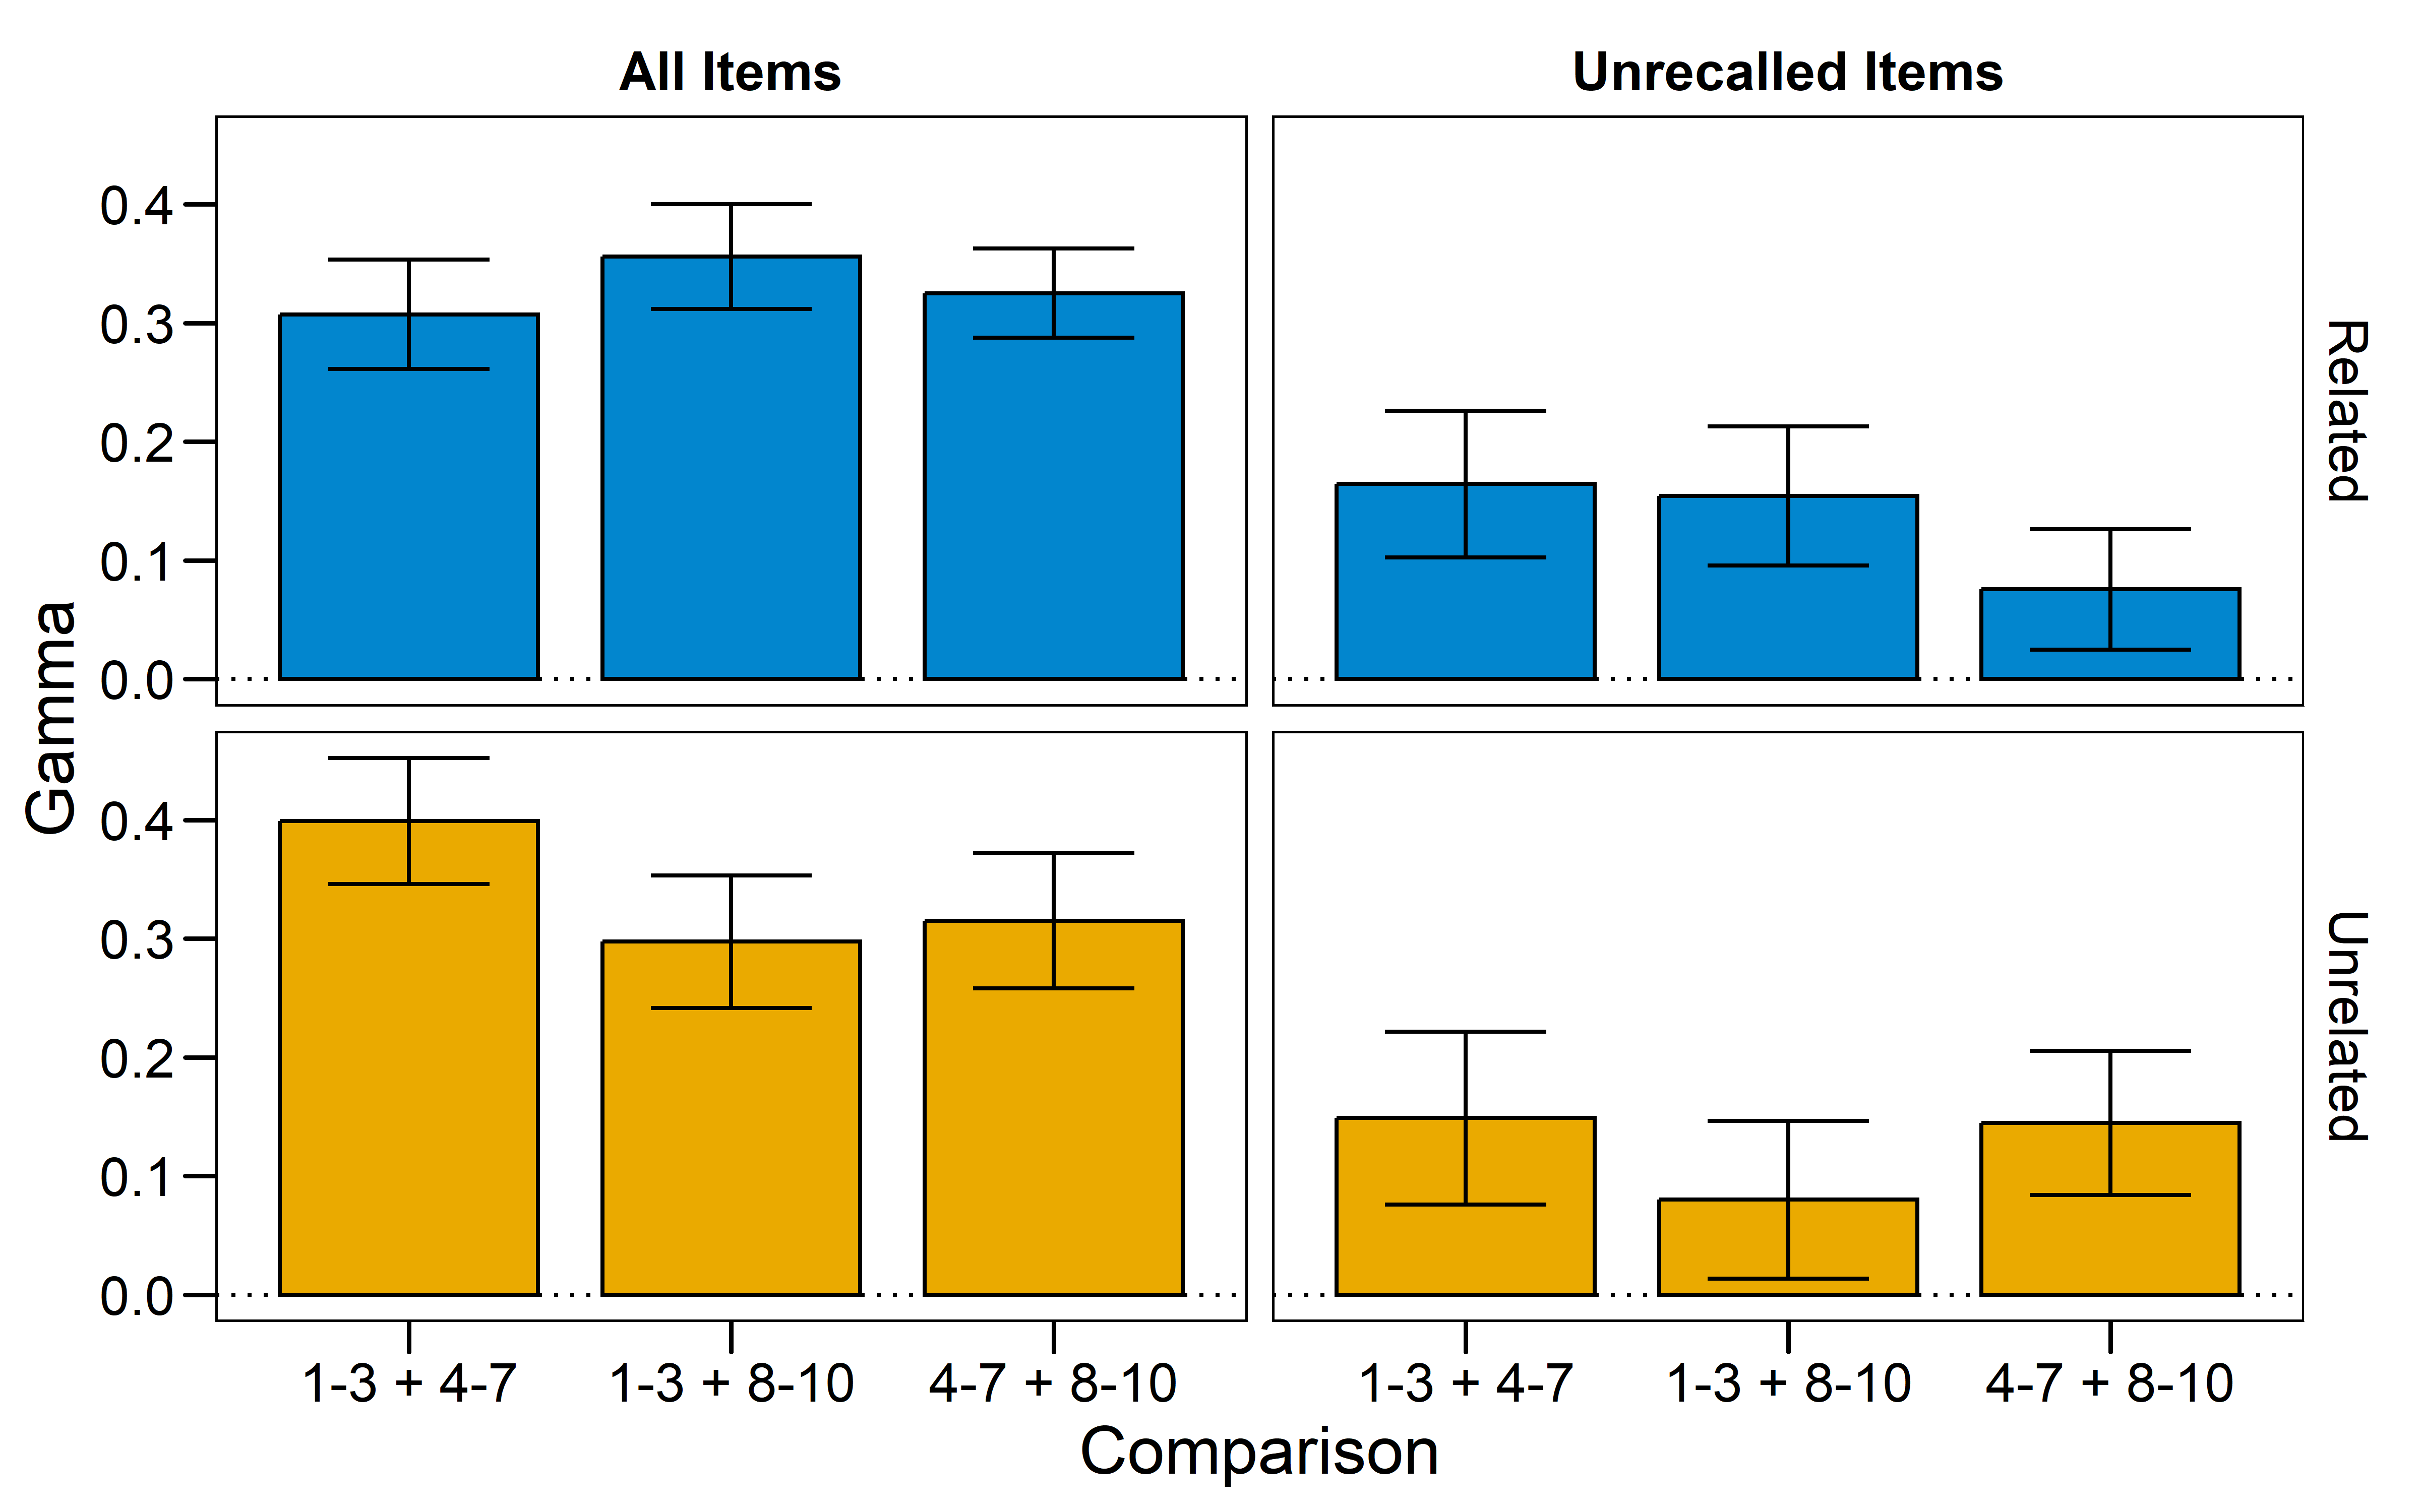 All Items
Unrecalled Items
0.4
0.3
0.2
0.1
0.0
Related
Gamma
0.4
0.3
0.2
0.1
0.0
Unrelated
1-3 + 4-7
1-3 + 8-10
4-7 + 8-10
1-3 + 4-7
1-3 + 8-10
4-7 + 8-10
Comparison